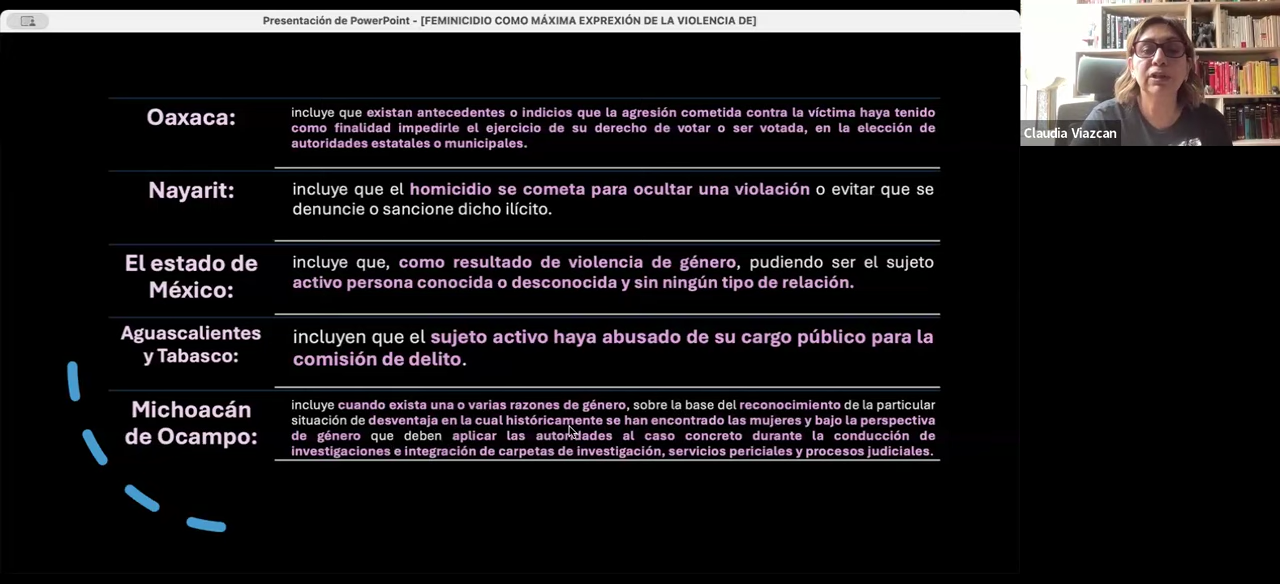 Presentación de PowerPoint - [FEMINICIDIO COMO MÁXIMA EXPREXIÓN DE LA VIOLENCIA DE]
Claudia Viazcan
Oaxaca:
incluye que existan antecedentes o indicios que la agresión cometida contra la víctima haya tenido
como finalidad impedirle el ejercicio de su derecho de votar o ser votada, en la elección de
autoridades estatales o municipales.
Nayarit:
incluye que el homicidio se cometa para ocultar una violación o evitar que se
denuncie o sancione dicho ilícito.
El estado de
México:
incluye que, como resultado de violencia de género, pudiendo ser el sujeto
activo persona conocida o desconocida y sin ningún tipo de relación.
Aguascalientes
y Tabasco:
incluyen que el sujeto activo haya abusado de su cargo público para la
comisión de delito.
Michoacán
de Ocampo:
incluye cuando exista una o varias razones de género, sobre la base del reconocimiento de la particular
situación de desventaja en la cual históricamente se han encontrado las mujeres y bajo la perspectiva
de género que deben aplicar las autoridades al caso concreto durante la conducción de
investigaciones e integración de carpetas de investigación, servicios periciales y procesos judiciales.